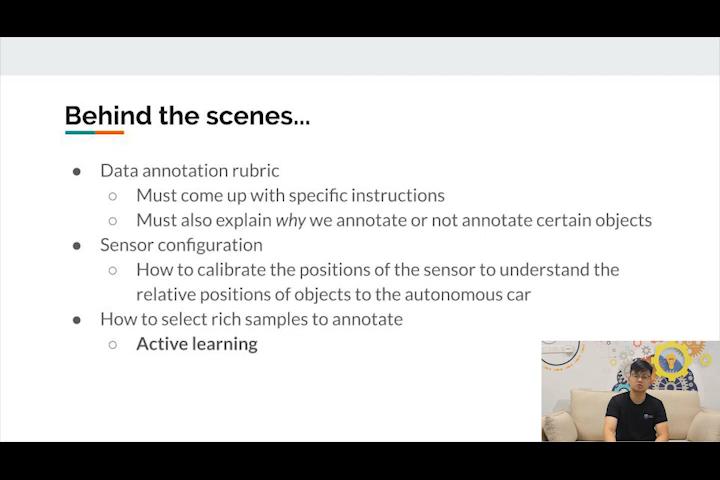 Behind the scenes...
● Data annotation rubric
○ Must come up with specific instructions
○ Must also explain why we annotate or not annotate certain objects
● Sensor configuration
○ How to calibrate the positions of the sensor to understand the
relative positions of objects to the autonomous car
● How to select rich samples to annotate
○ Active learning